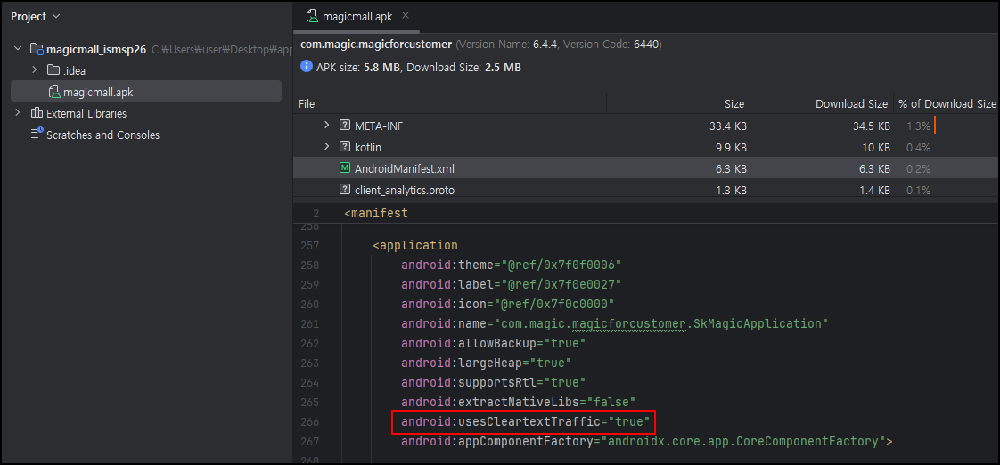 Project
magicmall.apk
magicmall_ismsp26 C:₩Users₩user₩Desktop₩app
.idea
magicmall.apk
External Libraries
Scratches and Consoles
com.magic.magicforcustomer (Version Name: 6.4.4, Version Code: 6440)
APK size: 5.8 MB, Download Size: 2.5 MB
File Size Download Size % of Download Size
META-INF 33.4 KB 34.5 KB 1.3%
kotlin 9.9 KB 10 KB 0.4%
AndroidManifest.xml 6.3 KB 6.3 KB 0.2%
client_analytics.proto 1.3 KB 1.4 KB 0.1%
2 <manifest
256
257 <application
258 android:theme="@ref/0x7f0f0006"
259 android:label="@ref/0x7f0e0027"
260 android:icon="@ref/0x7f0c0000"
261 android:name="com.magic.magicforcustomer.SkMagicApplication"
262 android:allowBackup="true"
263 android:largeHeap="true"
264 android:supportsRtl="true"
265 android:extractNativeLibs="false"
266 android:usesCleartextTraffic="true"
267 android:appComponentFactory="androidx.core.app.CoreComponentFactory">
268